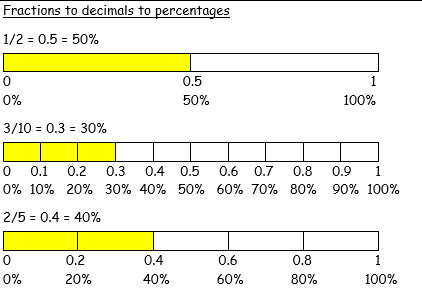 Fractions to decimals to percentages
1/2 = 0.5 = 50%
0 0.5 1
0% 50% 100%
3/10 = 0.3 = 30%
0 0.1 0.2 0.3 0.4 0.5 0.6 0.7 0.8 0.9 1
0% 10% 20% 30% 40% 50% 60% 70% 80% 90% 100%
2/5 = 0.4 = 40%
0 0.2 0.4 0.6 0.8 1
0% 20% 40% 60% 80% 100%